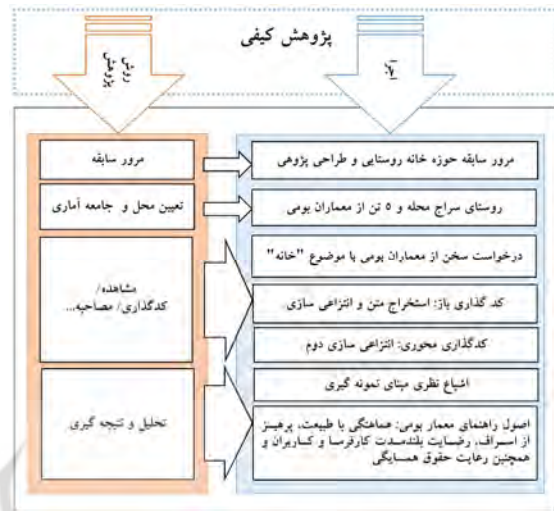 پژوهش کیفی
روش
پژوهش
اجرا
مرور سابقه
مرور سابقه حوزه خانه روستایی و طراحی پژوهی
تعیین محل و جامعه آماری
روستای سراج محله و ۵ تن از معماران بومی
مشاهده/
کدگذاری/ مصاحبه...
درخواست سخن از معماران بومی با موضوع "خانه"
کد گذاری باز: استخراج متن و انتزاعی سازی
کدگذاری محوری: انتزاعی سازی دوم
تحلیل و نتیجه گیری
اشباع نظری مبنای نمونه گیری
اصول راهنمای معمار بومی: هماهنگی با طبیعت، پرهیز
از اسراف، رضایت بلندمدت کارفرما و کاربران و
همچنین رعایت حقوق همسایگی